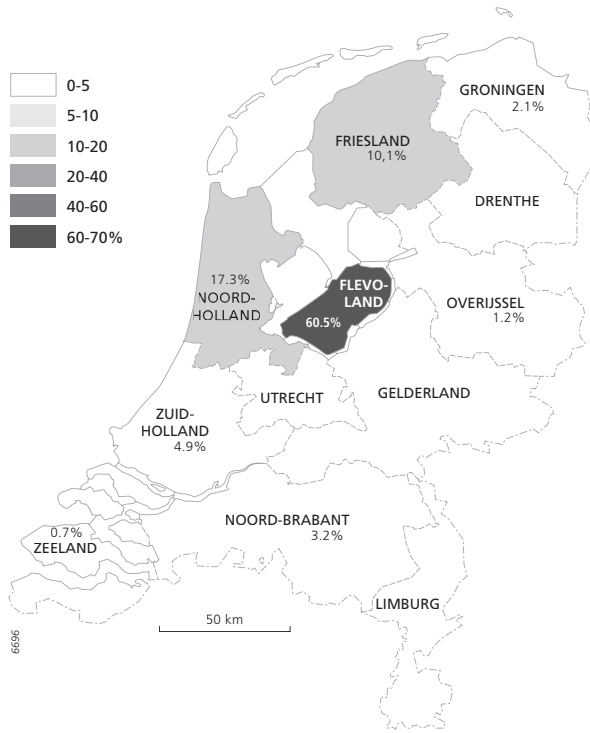 0-5
5-10
10-20
20-40
40-60
60-70%
GRONINGEN
2.1%
FRIESLAND
10,1%
DRENTHE
17.3%
NOORD-
HOLLAND
FLEVO-
LAND
60.5%
OVERIJSSEL
1.2%
UTRECHT
GELDERLAND
ZUID-
HOLLAND
4.9%
NOORD-BRABANT
3.2%
0.7%
ZEELAND
LIMBURG
50 km
6696